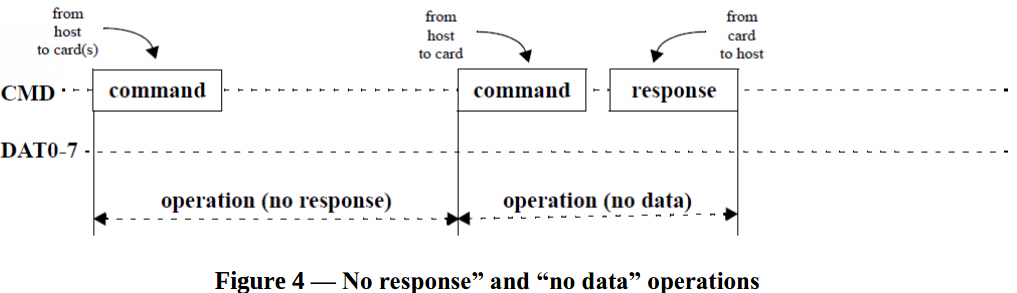 from
host
to card(s)
from
host
to card
from
card
to host
CMD
command
command
response
DAT0-7
operation (no response)
operation (no data)
Figure 4 — No response” and “no data” operations